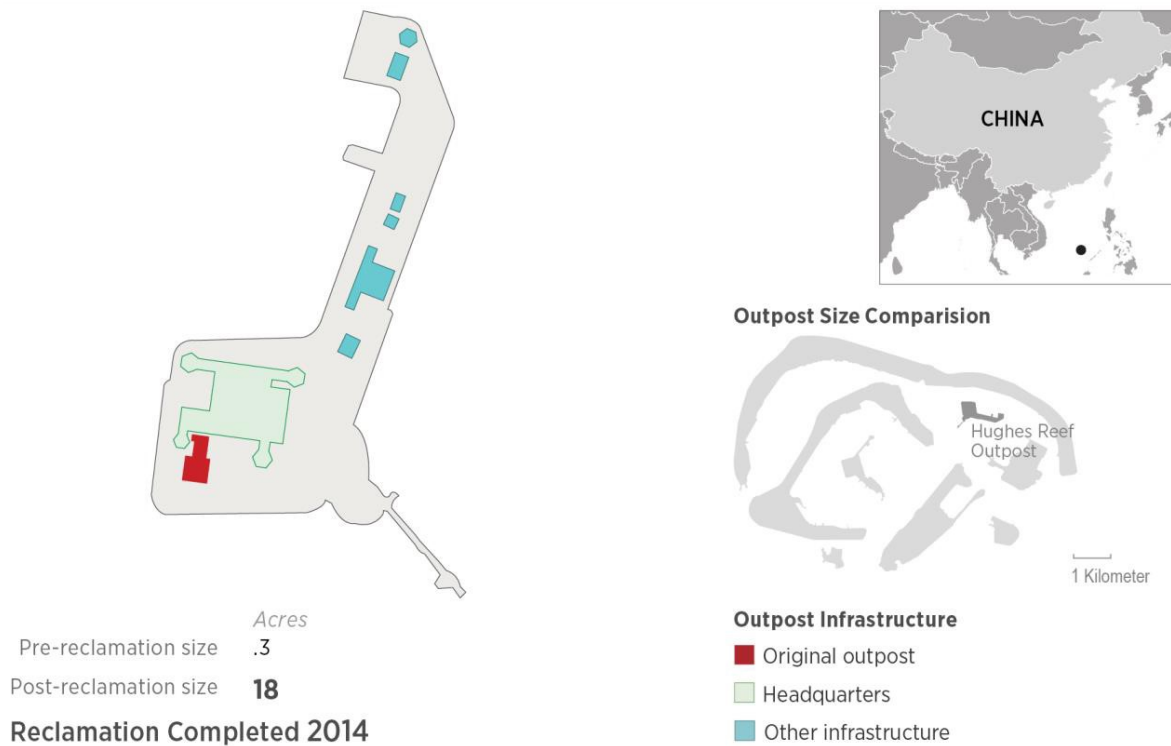 CHINA
Outpost Size Comparision
Hughes Reef
Outpost
1 Kilometer
Acres
Pre-reclamation size .3
Post-reclamation size 18
Reclamation Completed 2014
Outpost Infrastructure
Original outpost
Headquarters
Other infrastructure